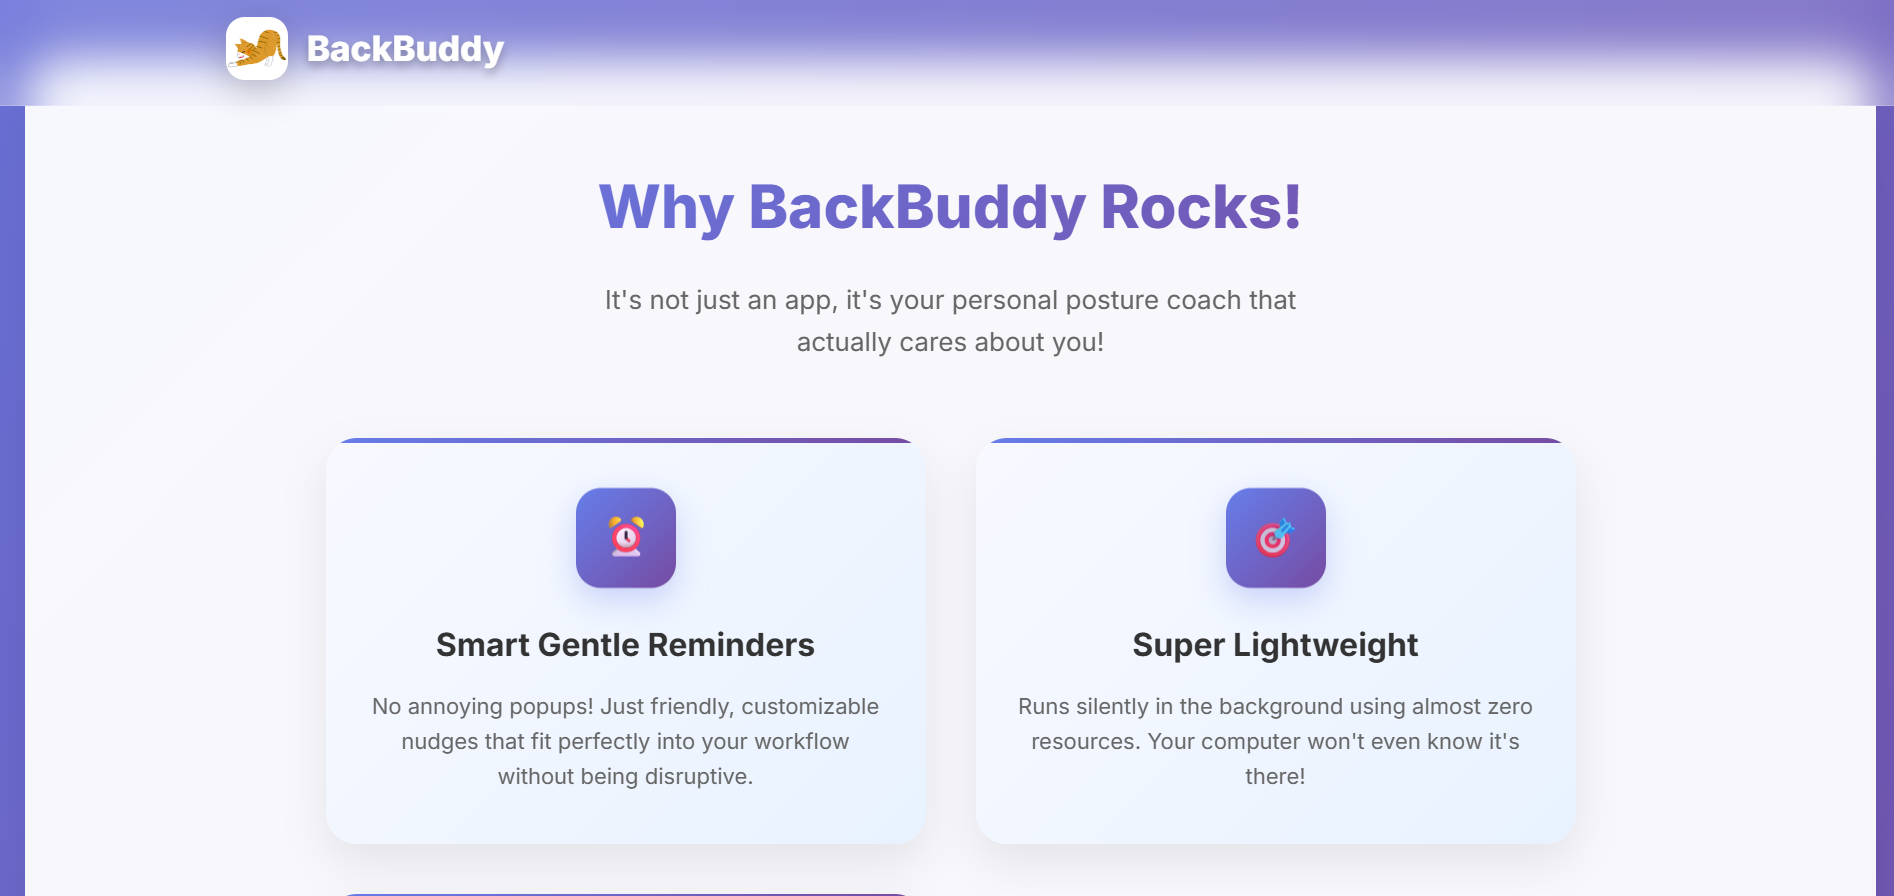 BackBuddy
Why BackBuddy Rocks!
It's not just an app, it's your personal posture coach that
actually cares about you!
Smart Gentle Reminders
No annoying popups! Just friendly, customizable
nudges that fit perfectly into your workflow
without being disruptive.
Super Lightweight
Runs silently in the background using almost zero
resources. Your computer won't even know it's
there!